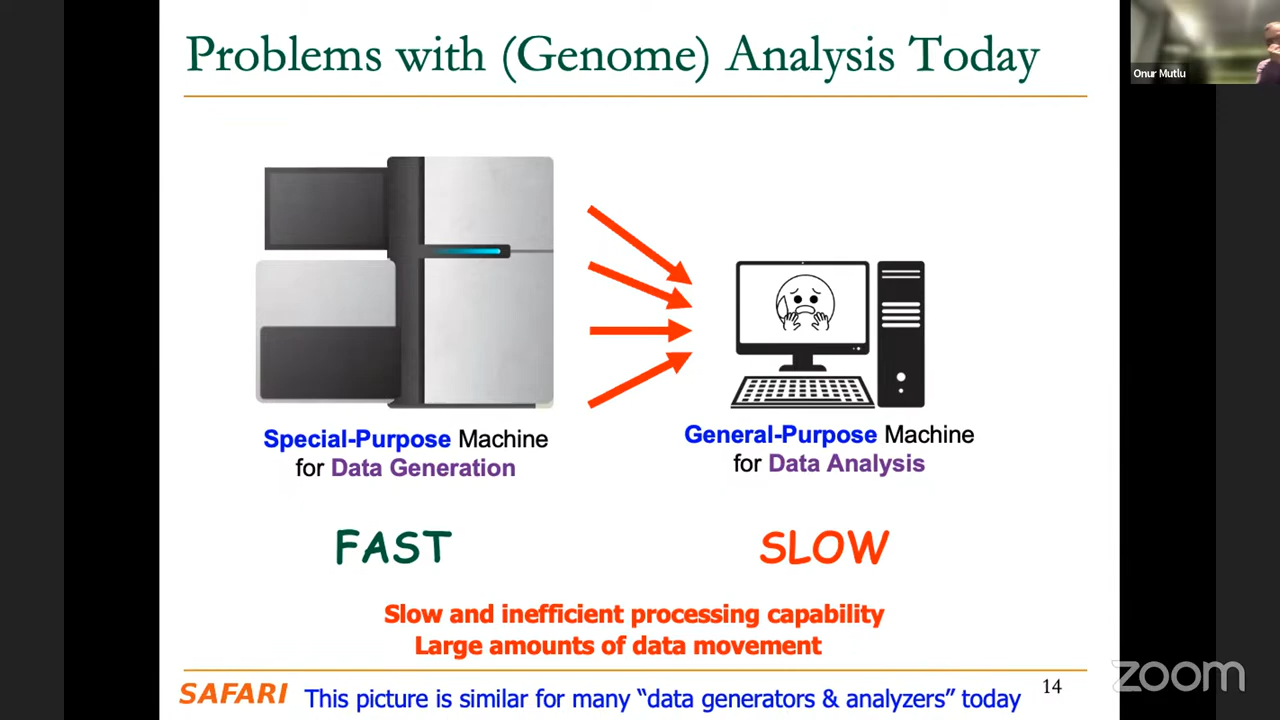 Problems with (Genome) Analysis Today
Onur Mutlu
Special-Purpose Machine
for Data Generation
General-Purpose Machine
for Data Analysis
FAST
SLOW
Slow and inefficient processing capability
Large amounts of data movement
SAFARI
This picture is similar for many “data generators & analyzers” today
14
zoom